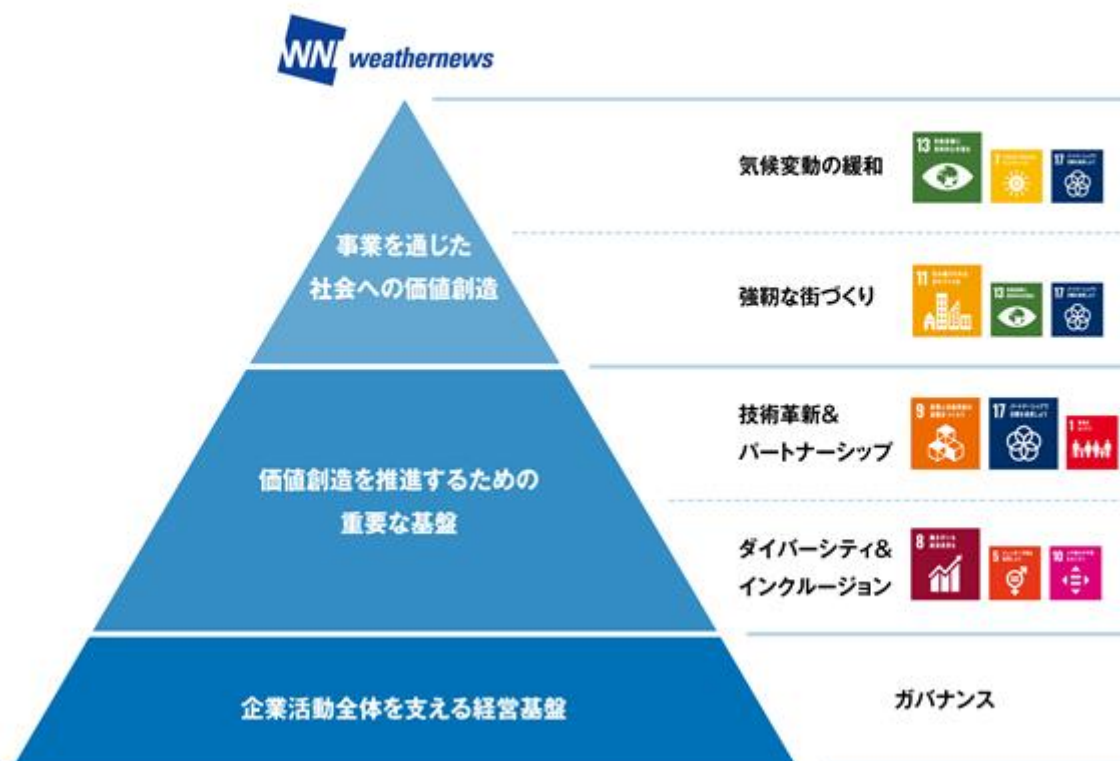 WNI weathernews
気候変動の緩和
13
7
17
事業を通じた
社会への価値創造
強靭な街づくり
11
13
17
技術革新&
パートナーシップ
9
17
1
価値創造を推進するための
重要な基盤
ダイバーシティ&
インクルージョン
8
5
10
企業活動全体を支える経営基盤
ガバナンス